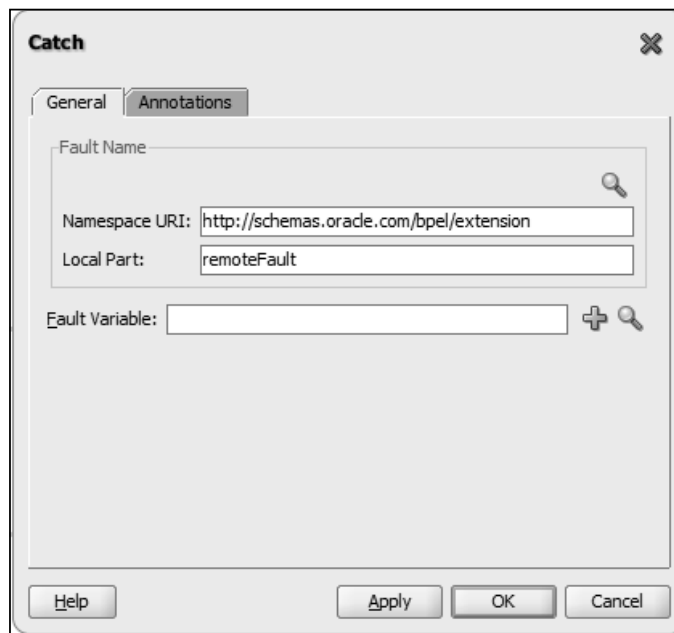 Catch
General Annotations
Fault Name
Namespace URI: http://schemas.oracle.com/bpel/extension
Local Part: remoteFault
Fault Variable:
Help Apply OK Cancel